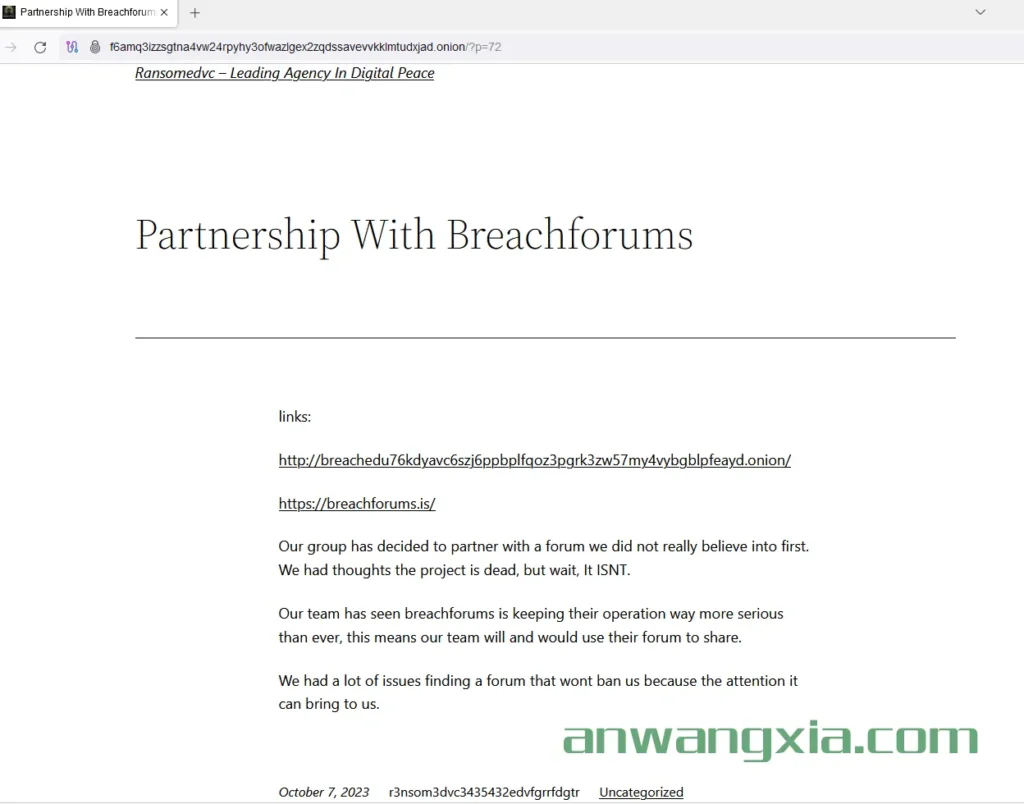 Partnership With Breachforum
f6amq3izzsgtna4vw24rpyhy3ofwazlgex2zqdssavevvkklmtudxjad.onion/?p=72
Ransomedvc – Leading Agency In Digital Peace
Partnership With Breachforums
links:
http://breachedu76kdyavc6szj6ppbplfqoz3pgrk3zw57my4vybgblpfeayd.onion/
https://breachforums.is/
Our group has decided to partner with a forum we did not really believe into first.
We had thoughts the project is dead, but wait, It ISNT.
Our team has seen breachforums is keeping their operation way more serious
than ever, this means our team will and would use their forum to share.
We had a lot of issues finding a forum that wont ban us because the attention it
can bring to us.
anwangxia.com
October 7, 2023 r3nsom3dvc3435432edvfgrrfdgtr Uncategorized